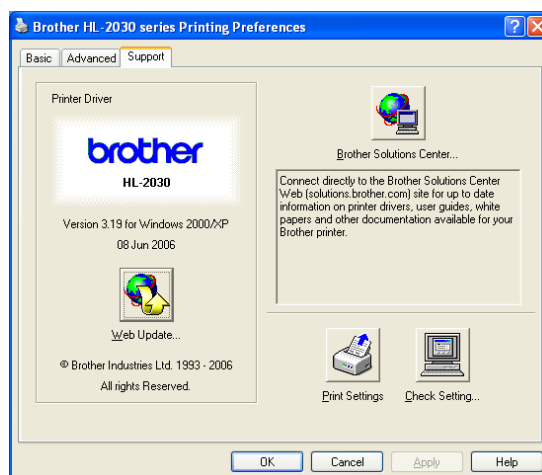 Brother HL-2030 series Printing Preferences
Basic
Advanced
Support
Printer Driver
brother
HL-2030
Version 3.19 for Windows 2000/XP
08 Jun 2006
Web Update...
© Brother Industries Ltd. 1993 - 2006
All rights Reserved.
Brother Solutions Center...
Connect directly to the Brother Solutions Center
Web (solutions.brother.com) site for up to date
information on printer drivers, user guides, white
papers and other documentation available for your
Brother printer.
Print Settings
Check Setting...
OK
Cancel
Apply
Help